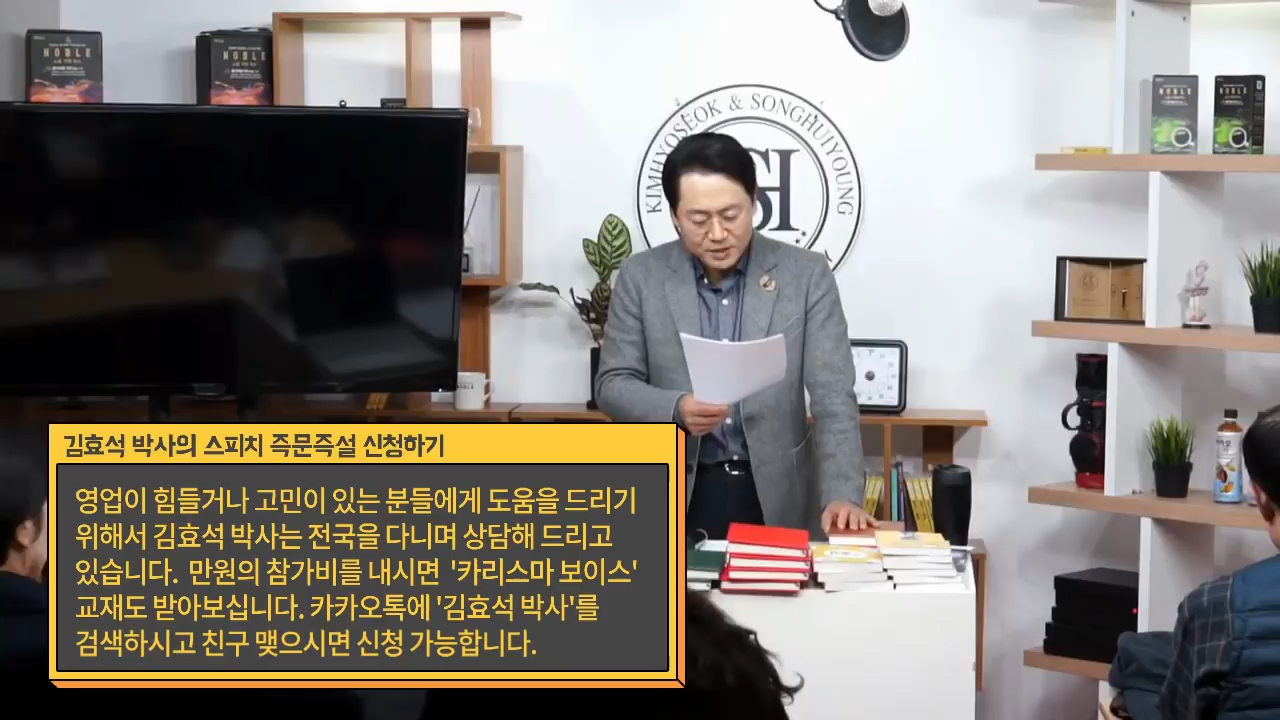 NOBLE
NOBLE
NOBLE
NOBLE
KIMHYOSEOK & SONGHUIYOUNG
SH
김효석 박사의 스피치 즉문즉설 신청하기
영업이 힘들거나 고민이 있는 분들에게 도움을 드리기
위해서 김효석 박사는 전국을 다니며 상담해 드리고
있습니다. 만원의 참가비를 내시면 '카리스마 보이스'
교재도 받아보십니다. 카카오톡에 '김효석 박사'를
검색하시고 친구 맺으시면 신청 가능합니다.